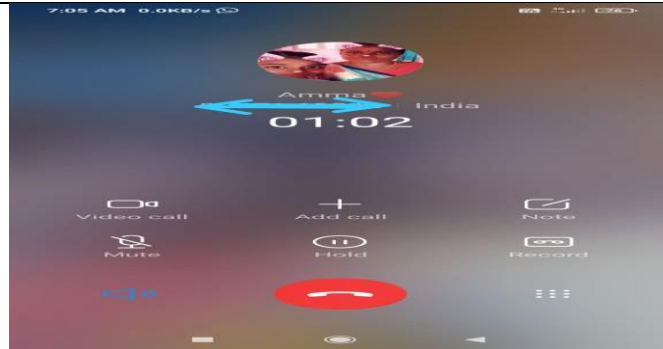 7:05 AM 0.0KB/s
Amma
India
01:02
Video call
Add call
Note
Mute
Hold
Record